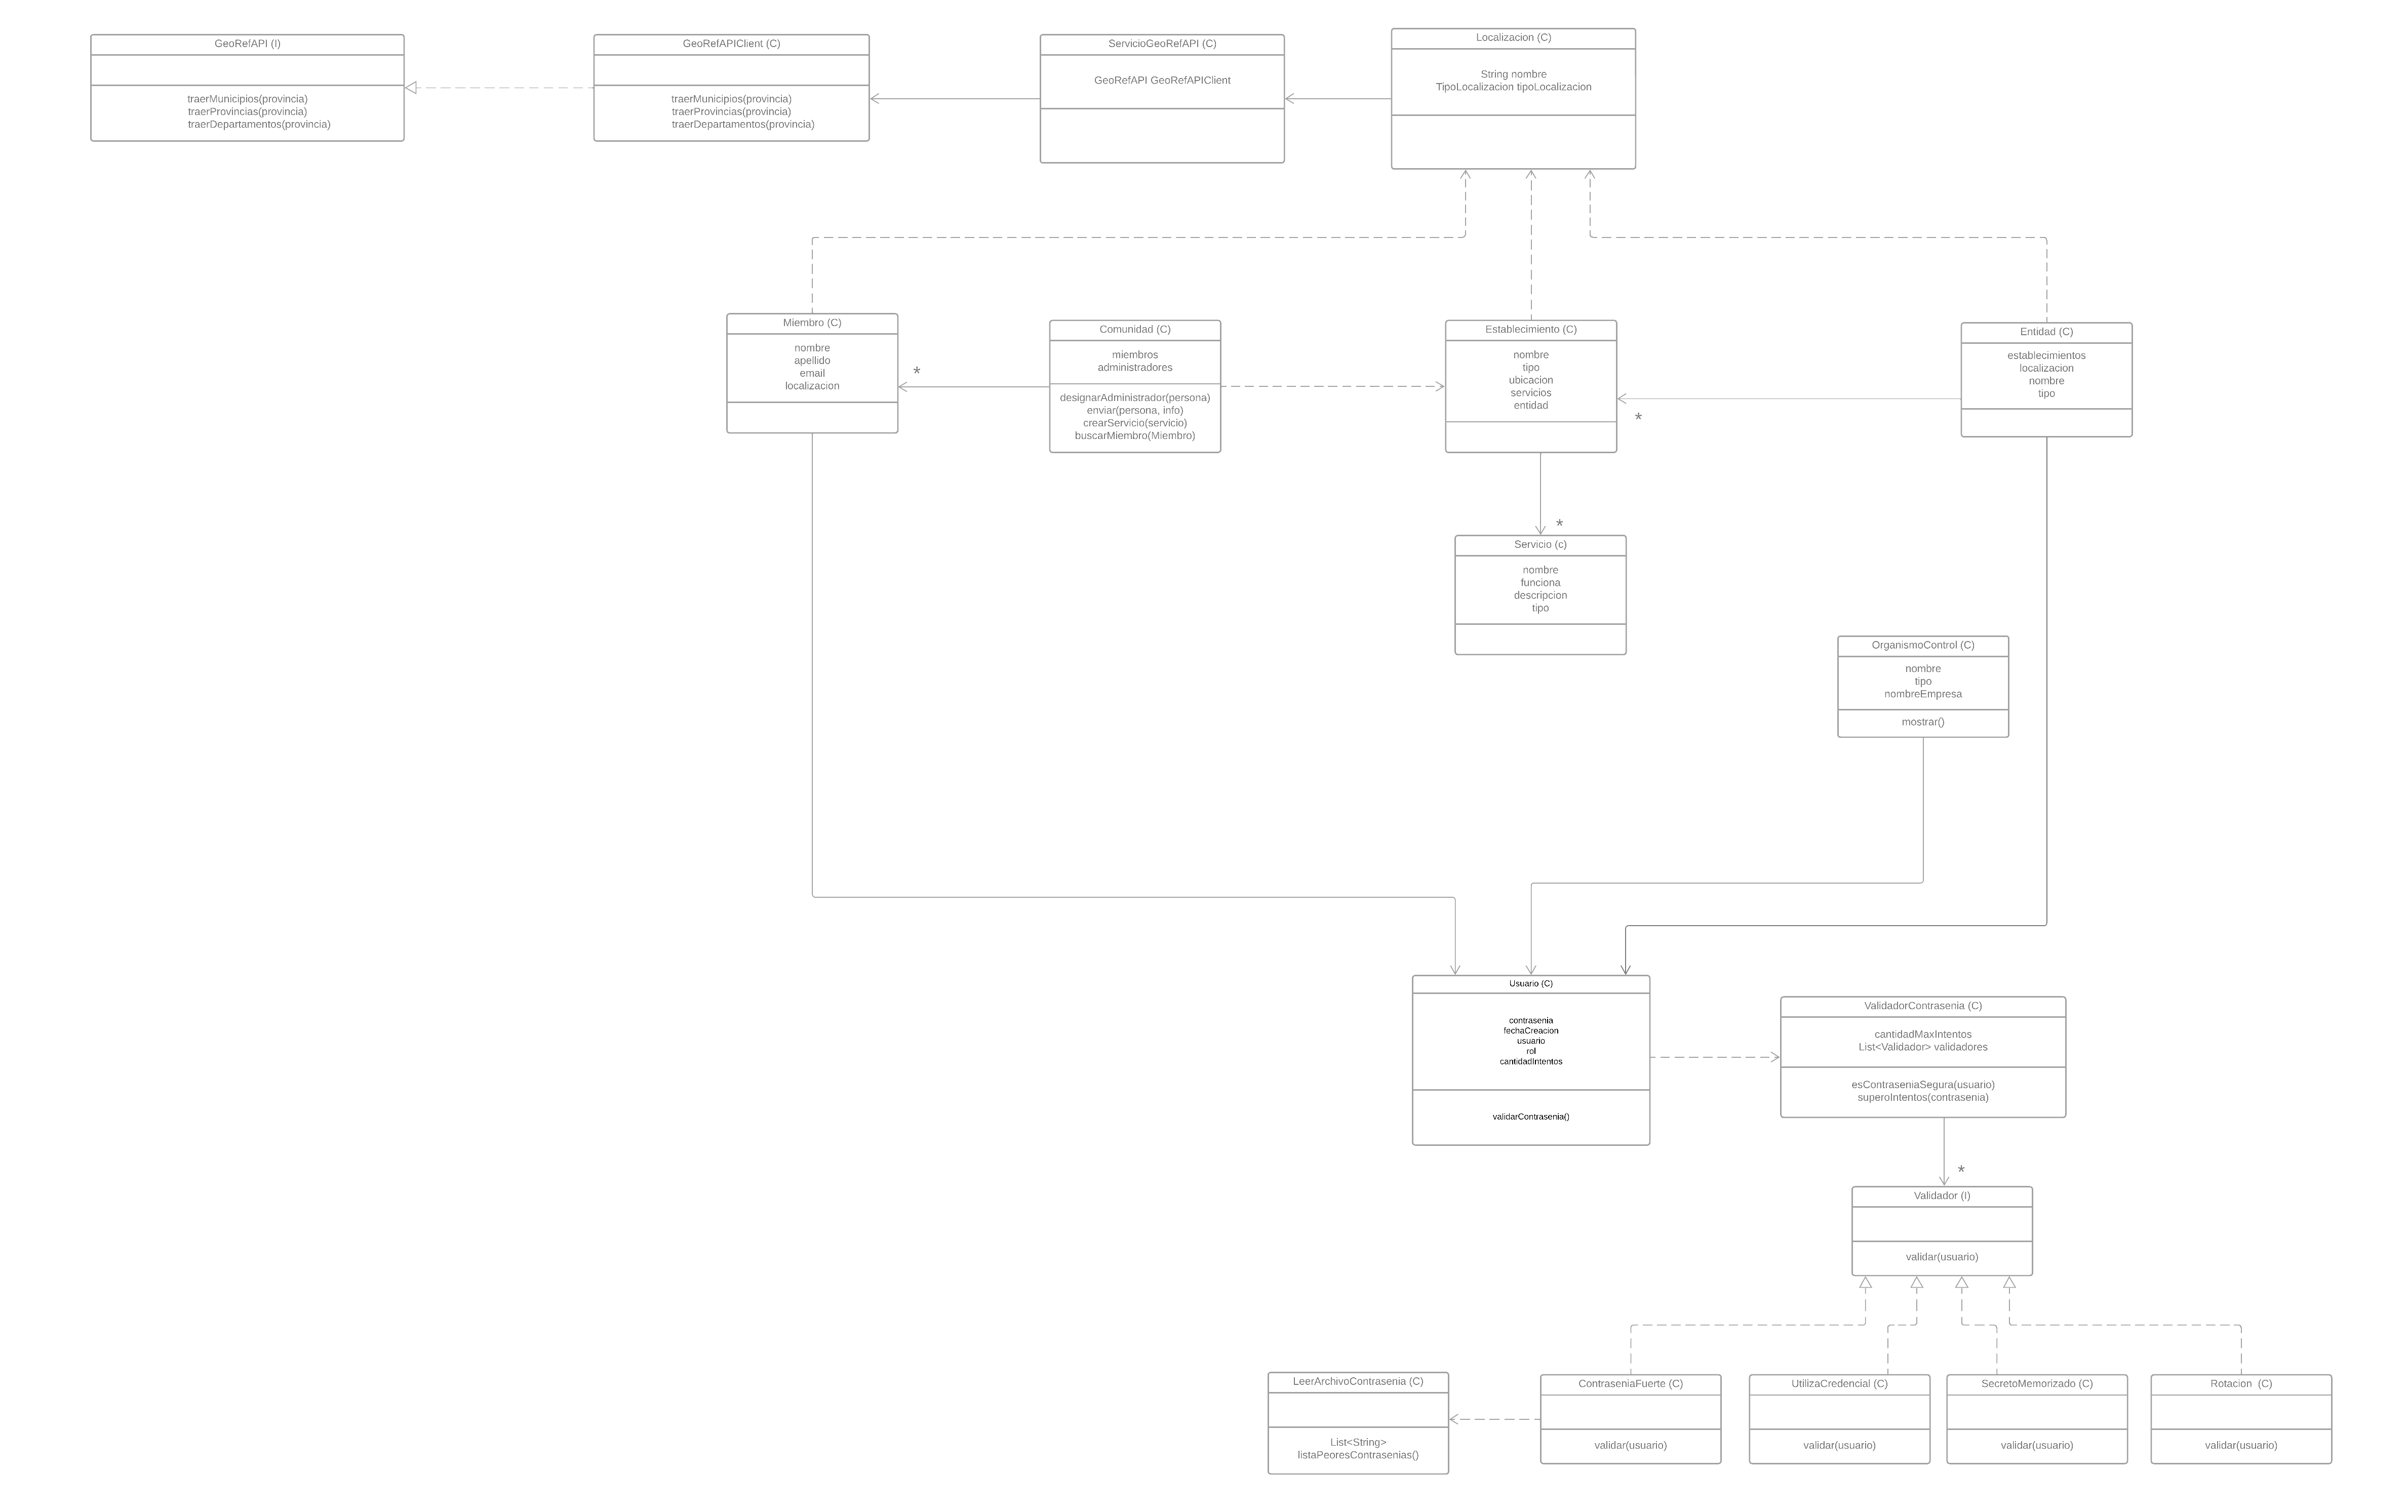 GeoRefAPI (I)
traerMunicipios(provincia)
traerProvincias(provincia)
traerDepartamentos(provincia)
GeoRefAPIClient (C)
traerMunicipios(provincia)
traerProvincias(provincia)
traerDepartamentos(provincia)
ServicioGeoRefAPI (C)
GeoRefAPI GeoRefAPIClient
Localizacion (C)
String nombre
TipoLocalizacion tipoLocalizacion
Miembro (C)
nombre
apellido
email
localizacion
*
Comunidad (C)
miembros
administradores
designarAdministrador(persona)
enviar(persona, info)
crearServicio(servicio)
buscarMiembro(Miembro)
Establecimiento (C)
nombre
tipo
ubicacion
servicios
entidad
*
Entidad (C)
establecimientos
localizacion
nombre
tipo
*
Servicio (c)
nombre
funciona
descripcion
tipo
OrganismoControl (C)
nombre
tipo
nombreEmpresa
mostrar()
Usuario (C)
contrasenia
fechaCreacion
usuario
rol
cantidadIntentos
validarContrasenia()
ValidadorContrasenia (C)
cantidadMaxIntentos
List<Validador> validadores
esContraseniaSegura(usuario)
superoIntentos(contrasenia)
*
Validador (I)
validar(usuario)
LeerArchivoContrasenia (C)
List<String>
listaPeoresContrasenias()
ContraseniaFuerte (C)
validar(usuario)
UtilizaCredencial (C)
validar(usuario)
SecretoMemorizado (C)
validar(usuario)
Rotacion (C)
validar(usuario)